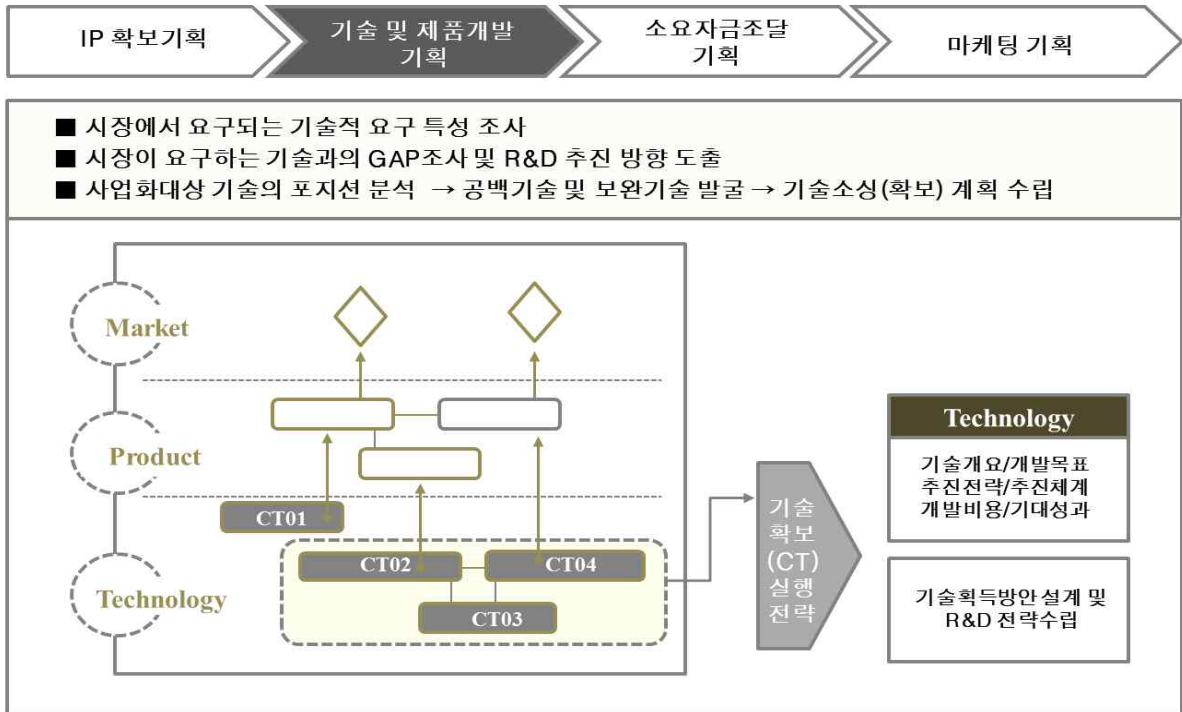 IP 확보기획
기술 및 제품개발
기획
소요자금조달
기획
마케팅 기획
■ 시장에서 요구되는 기술적 요구 특성 조사
■ 시장이 요구하는 기술과의 GAP조사 및 R&D 추진 방향 도출
■ 사업화대상 기술의 포지션 분석 → 공백기술 및 보완기술 발굴 → 기술소싱(확보) 계획 수립
Market
Product
Technology
CT01
CT02
CT04
CT03
기술
확보
(CT)
실행
전략
Technology
기술개요/개발목표
추진전략/추진체계
개발비용/기대성과
기술획득방안 설계 및
R&D 전략수립